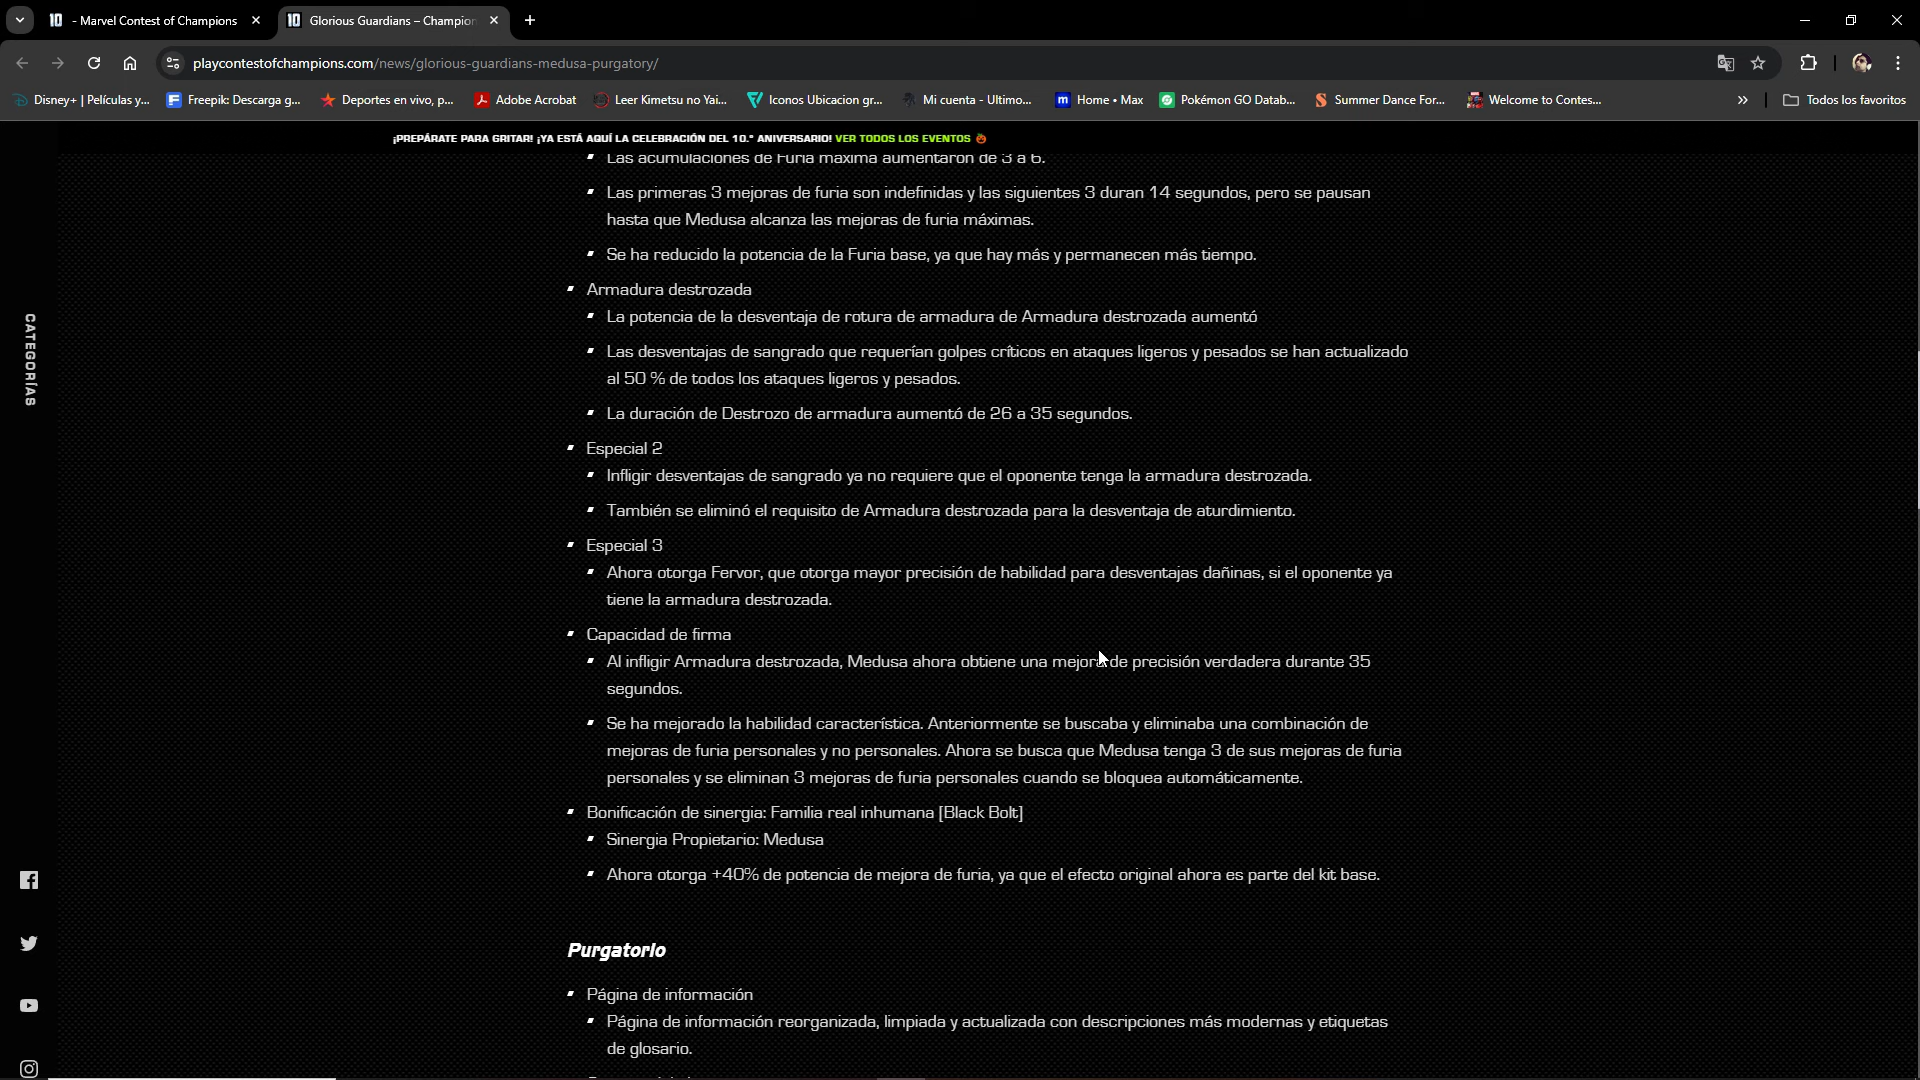 - Marvel Contest of Champions
Glorious Guardians – Champion
playcontestofchampions.com/news/glorious-guardians-medusa-purgatory/
Disney+ | Películas y...
Freepik: Descarga g...
Deportes en vivo, p...
Adobe Acrobat
Leer Kimetsu no Yai...
Iconos Ubicacion gr...
Mi cuenta - Ultimo...
Home • Max
Pokémon GO Datab...
Summer Dance For...
Welcome to Contes...
Todos los favoritos
¡PREPÁRATE PARA GRITAR! ¡YA ESTÁ AQUÍ LA CELEBRACIÓN DEL 10.° ANIVERSARIO! VER TODOS LOS EVENTOS
CATEGORÍAS
Las acumulaciones de Furia máxima aumentaron de 3 a 6.
Las primeras 3 mejoras de furia son indefinidas y las siguientes 3 duran 14 segundos, pero se pausan
hasta que Medusa alcanza las mejoras de furia máximas.
Se ha reducido la potencia de la Furia base, ya que hay más y permanecen más tiempo.
Armadura destrozada
La potencia de la desventaja de rotura de armadura de Armadura destrozada aumentó
Las desventajas de sangrado que requerían golpes críticos en ataques ligeros y pesados se han actualizado
al 50 % de todos los ataques ligeros y pesados.
La duración de Destrozo de armadura aumentó de 26 a 35 segundos.
Especial 2
Infligir desventajas de sangrado ya no requiere que el oponente tenga la armadura destrozada.
También se eliminó el requisito de Armadura destrozada para la desventaja de aturdimiento.
Especial 3
Ahora otorga Fervor, que otorga mayor precisión de habilidad para desventajas dañinas, si el oponente ya
tiene la armadura destrozada.
Capacidad de firma
Al infligir Armadura destrozada, Medusa ahora obtiene una mejora de precisión verdadera durante 35
segundos.
Se ha mejorado la habilidad característica. Anteriormente se buscaba y eliminaba una combinación de
mejoras de furia personales y no personales. Ahora se busca que Medusa tenga 3 de sus mejoras de furia
personales y se eliminan 3 mejoras de furia personales cuando se bloquea automáticamente.
Bonificación de sinergia: Familia real inhumana [Black Bolt]
Sinergia Propietario: Medusa
Ahora otorga +40% de potencia de mejora de furia, ya que el efecto original ahora es parte del kit base.
Purgatorio
Página de información
Página de información reorganizada, limpiada y actualizada con descripciones más modernas y etiquetas
de glosario.